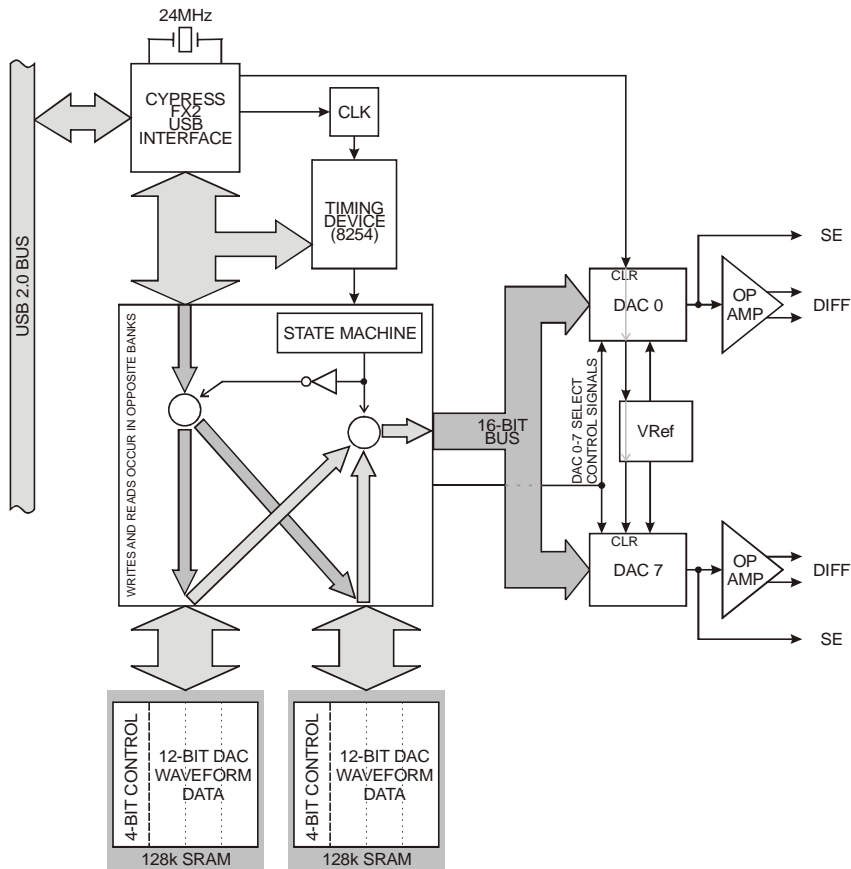 24MHz
CYPRESS
FX2
USB
INTERFACE
CLK
TIMING
DEVICE
(8254)
USB 2.0 BUS
WRITES AND READS OCCUR IN OPPOSITE BANKS
STATE MACHINE
16-BIT
BUS
DAC 0-7 SELECT
CONTROL SIGNALS
CLR
DAC 0
OP
AMP
SE
DIFF
VRef
CLR
DAC 7
OP
AMP
DIFF
SE
4-BIT CONTROL
12-BIT DAC
WAVEFORM
DATA
128k SRAM
4-BIT CONTROL
12-BIT DAC
WAVEFORM
DATA
128k SRAM